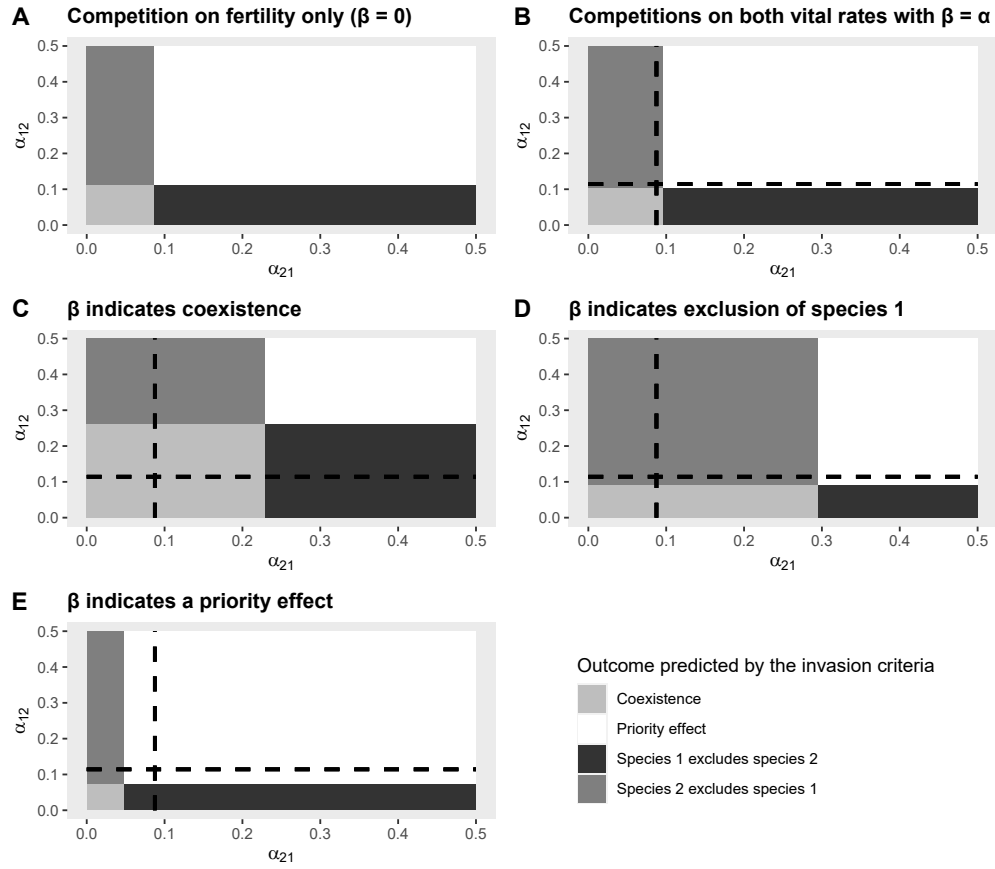 A Competition on fertility only (β = 0)
0.5
0.4
0.3
0.2
0.1
0.0
α12
0.0 0.1 0.2 0.3 0.4 0.5
α21
B Competitions on both vital rates with β = α
0.5
0.4
0.3
0.2
0.1
0.0
α12
0.0 0.1 0.2 0.3 0.4 0.5
α21
C β indicates coexistence
0.5
0.4
0.3
0.2
0.1
0.0
α12
0.0 0.1 0.2 0.3 0.4 0.5
α21
D β indicates exclusion of species 1
0.5
0.4
0.3
0.2
0.1
0.0
α12
0.0 0.1 0.2 0.3 0.4 0.5
α21
E β indicates a priority effect
0.5
0.4
0.3
0.2
0.1
0.0
α12
0.0 0.1 0.2 0.3 0.4 0.5
α21
Outcome predicted by the invasion criteria
Coexistence
Priority effect
Species 1 excludes species 2
Species 2 excludes species 1